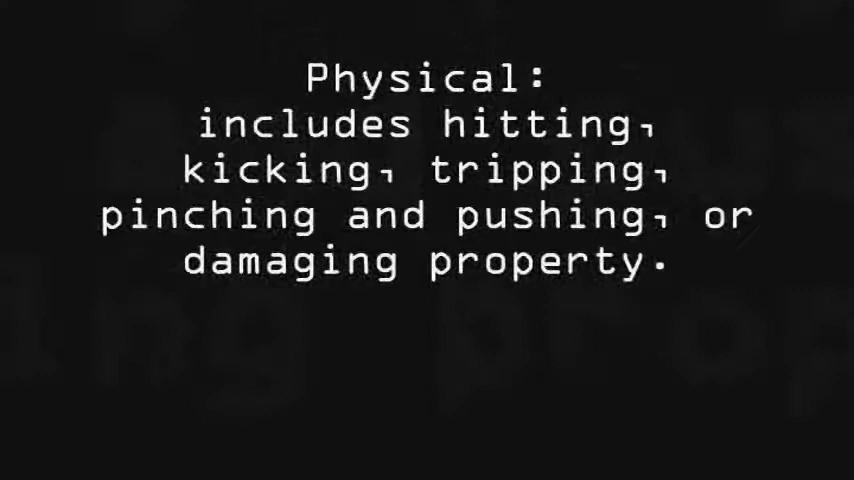 Physical:
includes hitting,
kicking, tripping,
pinching and pushing, or
damaging property.